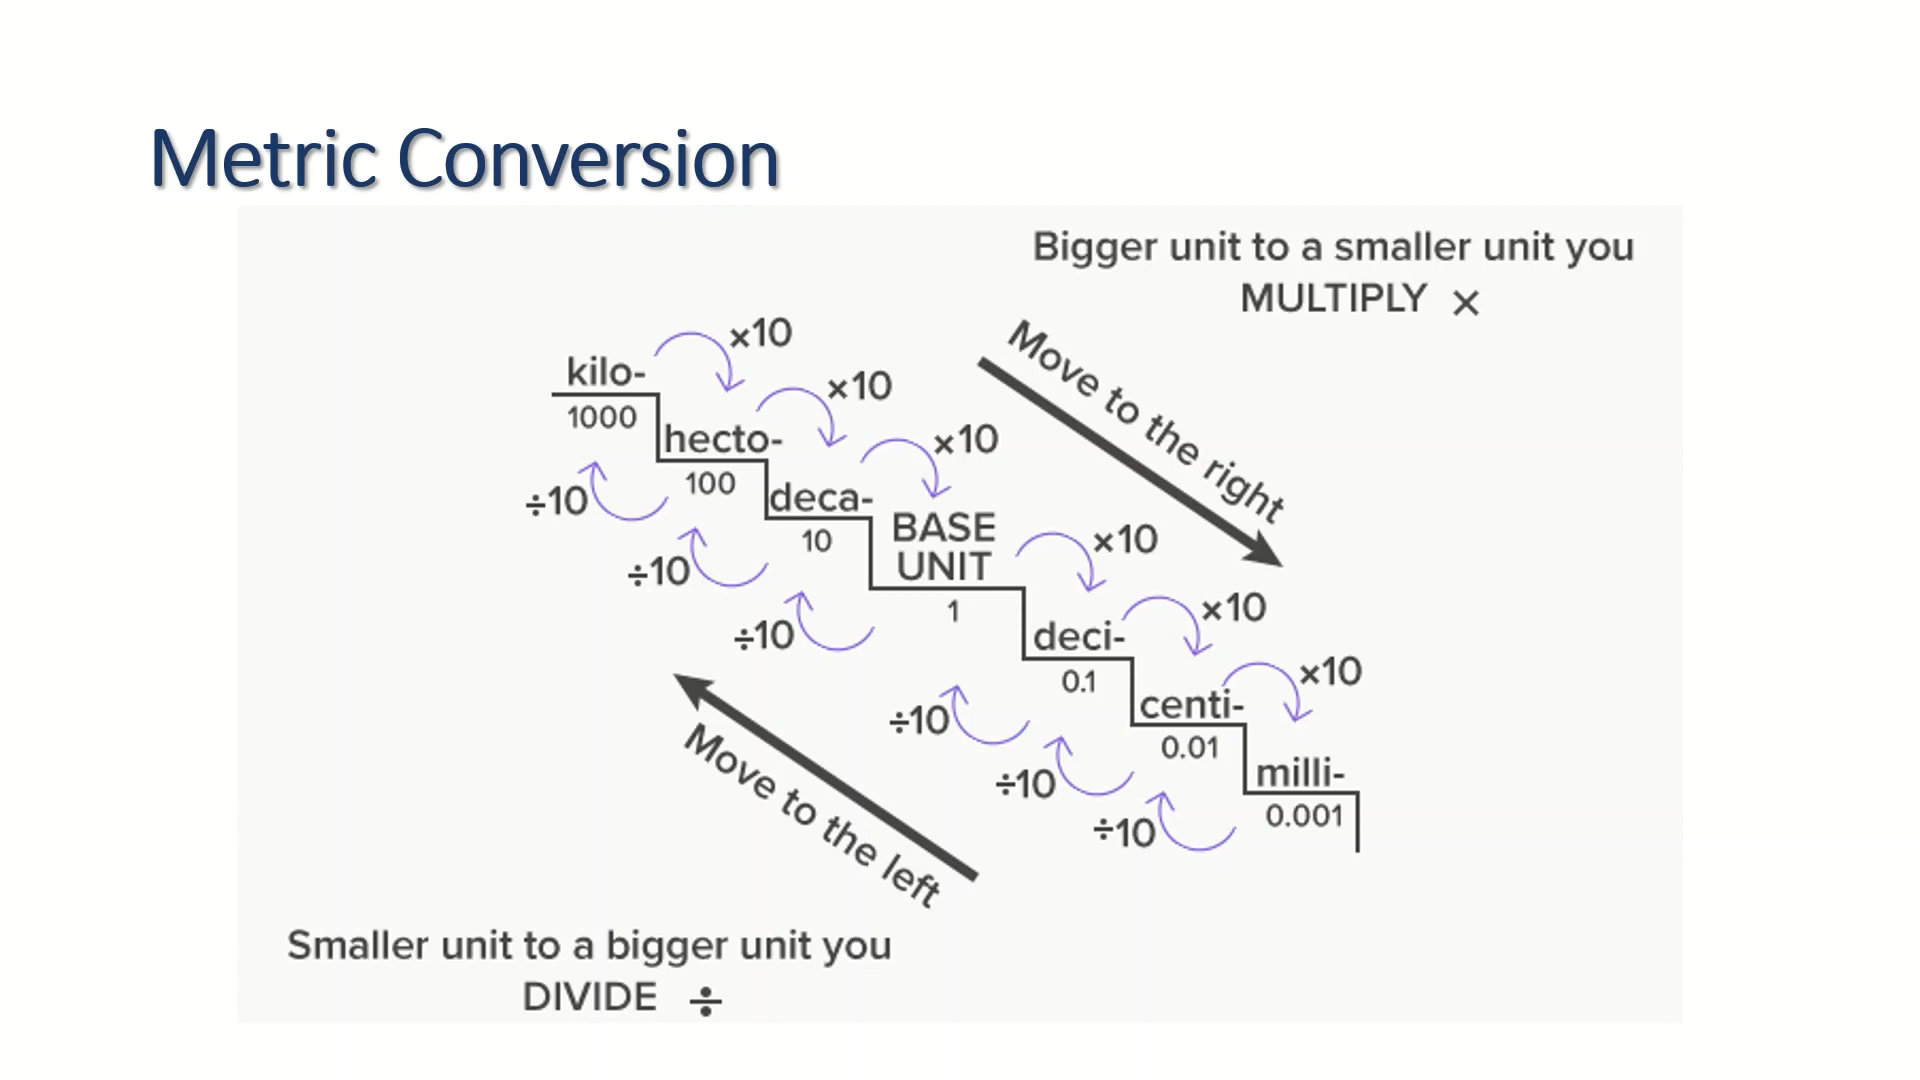 Metric Conversion
Bigger unit to a smaller unit you
MULTIPLY ×
Move to the right
kilo-
1000
×10
hecto-
100
×10
deca-
10
×10
BASE
UNIT
1
×10
deci-
0.1
×10
centi-
0.01
×10
milli-
0.001
÷10
÷10
÷10
÷10
÷10
÷10
Move to the left
Smaller unit to a bigger unit you
DIVIDE ÷